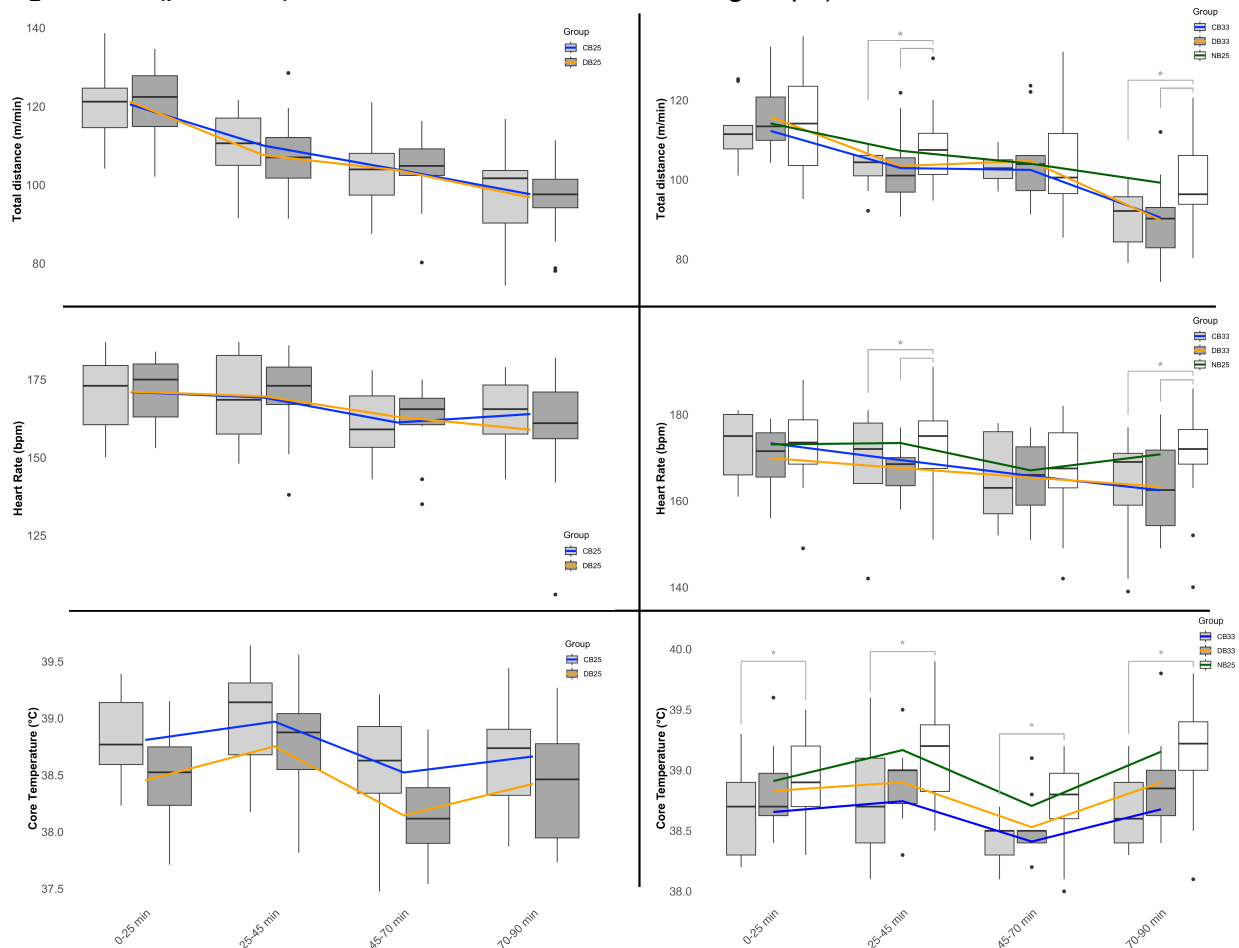 Group
CB25
DB25
Total distance (m/min)
140
120
100
80
Group
CB33
DB33
NB25
Total distance (m/min)
120
100
80
*
*
Heart Rate (bpm)
175
150
125
Group
CB25
DB25
Group
CB33
DB33
NB25
Heart Rate (bpm)
180
160
140
*
*
Group
CB25
DB25
Core Temperature (°C)
39.5
39.0
38.5
38.0
37.5
0-25 min
25-45 min
45-70 min
70-90 min
Group
CB33
DB33
NB25
Core Temperature (°C)
40.0
39.5
39.0
38.5
38.0
*
*
*
*
0-25 min
25-45 min
45-70 min
70-90 min